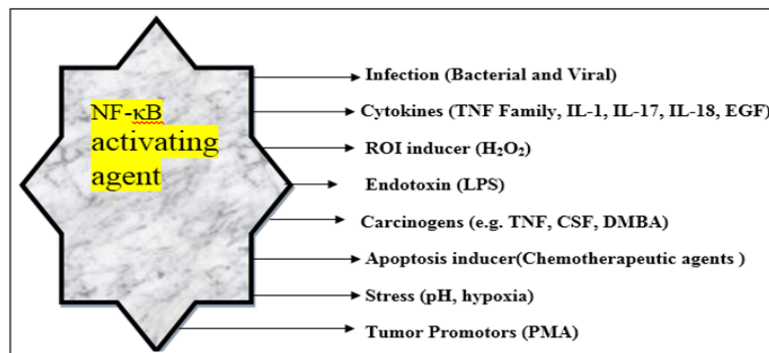 NF-κB
activating
agent
Infection (Bacterial and Viral)
Cytokines (TNF Family, IL-1, IL-17, IL-18, EGF)
ROI inducer (H₂O₂)
Endotoxin (LPS)
Carcinogens (e.g. TNF, CSF, DMBA)
Apoptosis inducer(Chemotherapeutic agents )
Stress (pH, hypoxia)
Tumor Promotors (PMA)